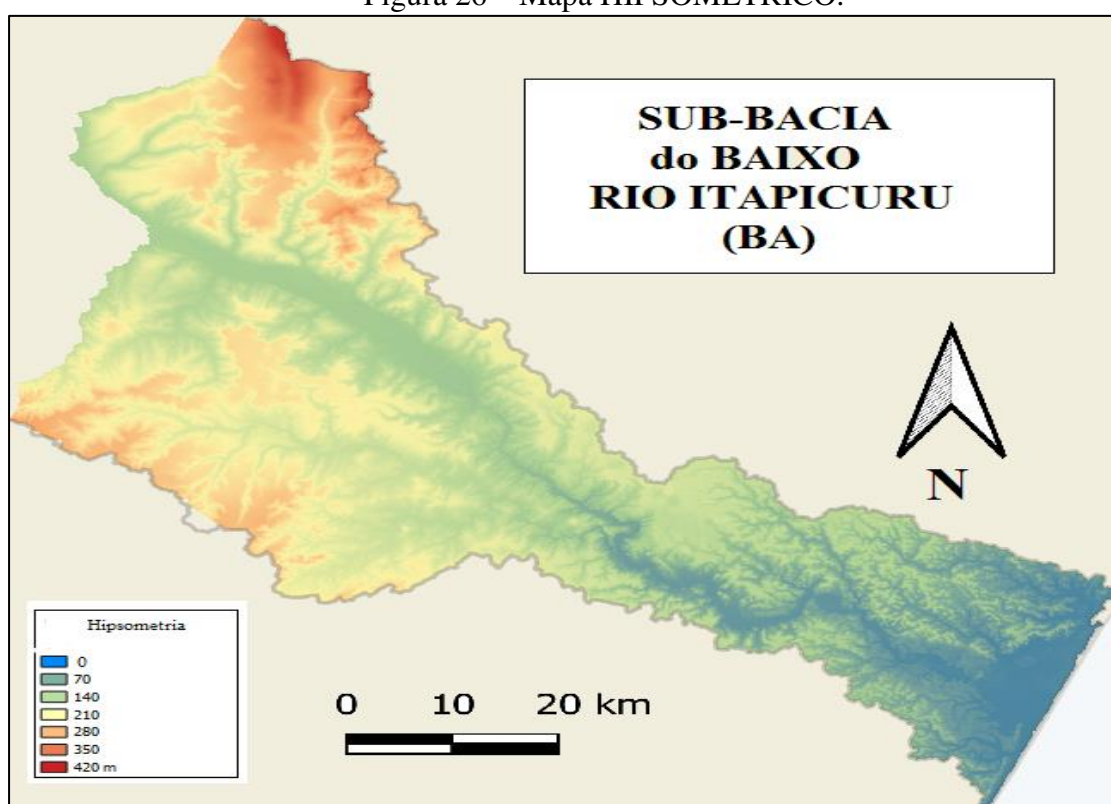 Figura 26 – Mapa HIPSOMÉTRICO.
SUB-BACIA
do BAIXO
RIO ITAPICURU
(BA)
N
Hipsometria
0
70
140
210
280
350
420 m
0 10 20 km